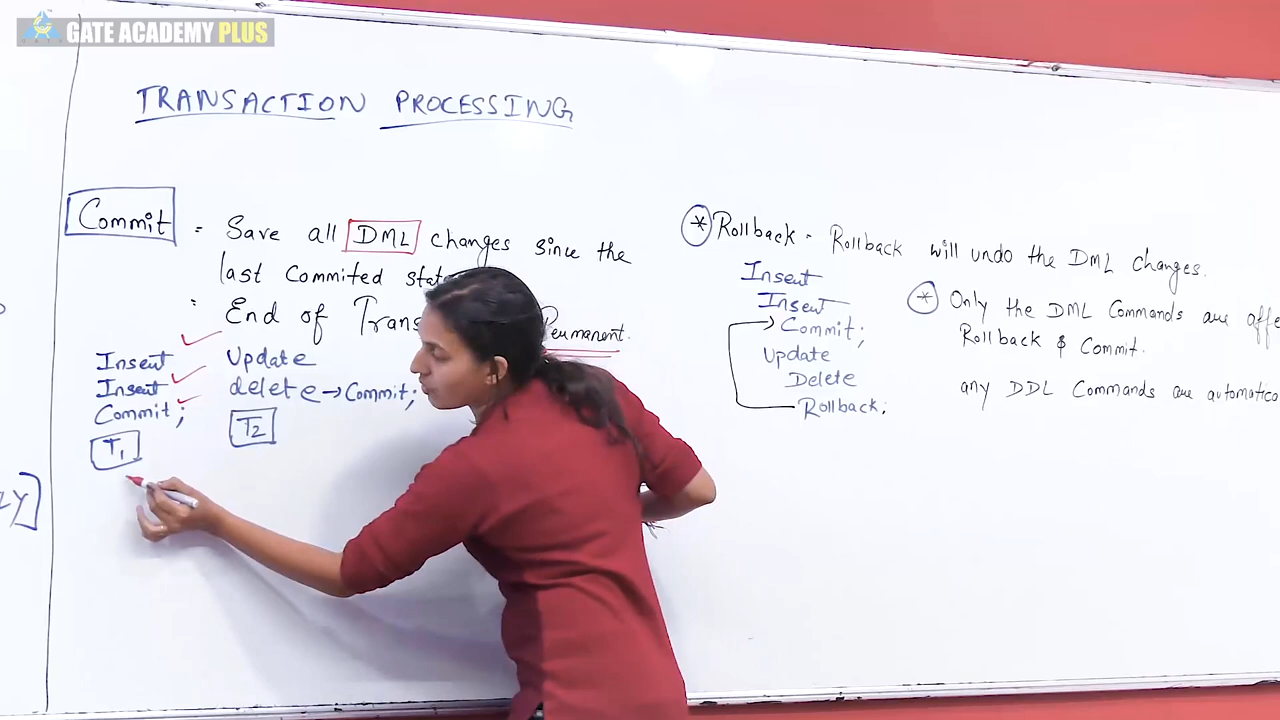 GATE ACADEMY PLUS
TRANSACTION PROCESSING
Commit = Save all DML changes since the
last Commited stat
= End of Trans Permanent.
Insert
Insert
Commit;
T1
Update
delete → Commit;
T2
* Rollback - Rollback will undo the DML changes.
Insert
Insert
Commit;
Update
Delete
Rollback;
* Only the DML Commands are affe
Rollback & Commit.
any DDL Commands are automatica